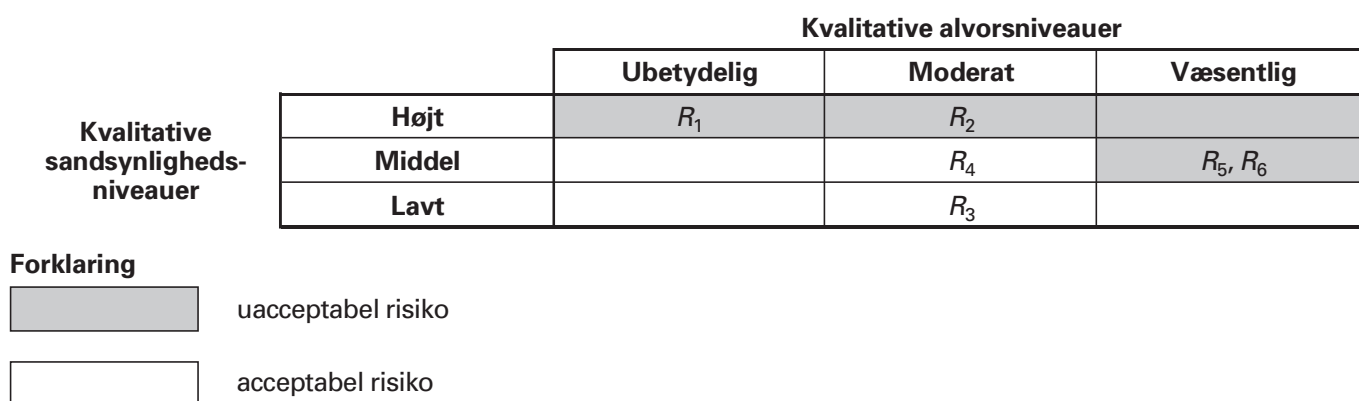 Kvalitative alvorsniveauer
Ubetydelig Moderat Væsentlig
Kvalitative
sandsynligheds-
niveauer
Højt R1 R2
Middel R4 R5, R6
Lavt R3
Forklaring
uacceptabel risiko
acceptabel risiko